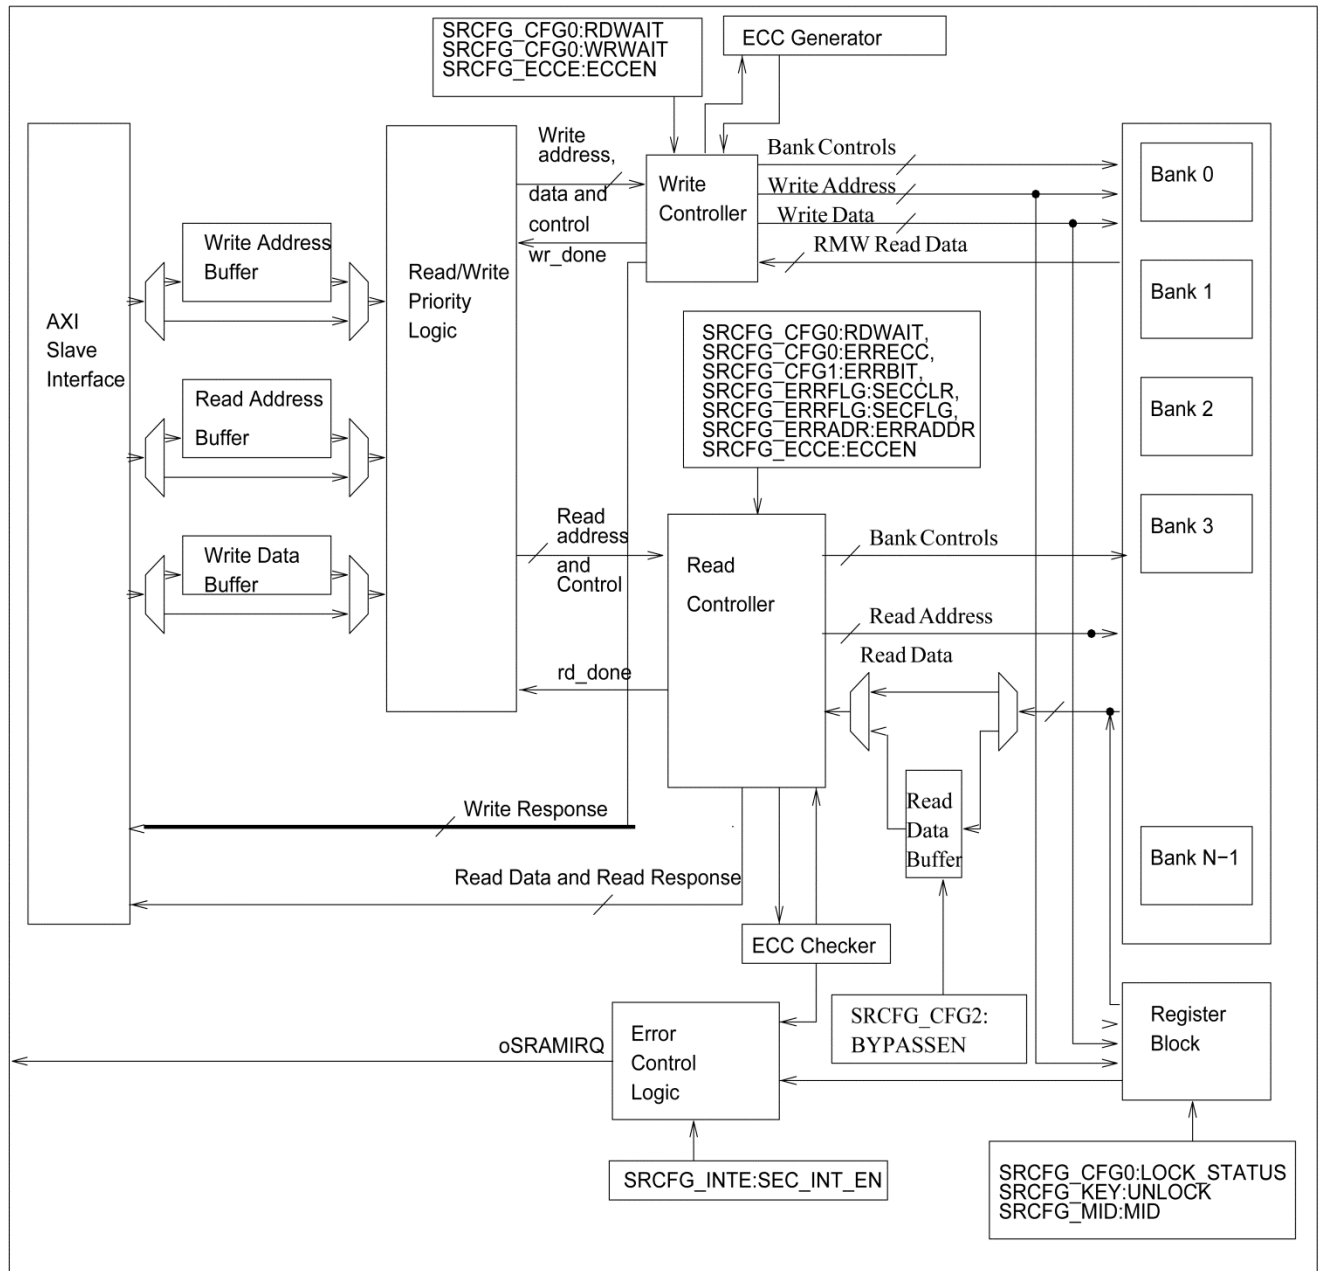 SRCFG_CFG0:RDWAIT
SRCFG_CFG0:WRWAIT
SRCFG_ECCE:ECCEN
ECC Generator
AXI
Slave
Interface
Write Address
Buffer
Read Address
Buffer
Write Data
Buffer
Read/Write
Priority
Logic
Write
address,
data and
control
wr_done
Write
Controller
Bank Controls
Write Address
Write Data
RMW Read Data
Bank 0
Bank 1
Bank 2
Bank 3
Bank N-1
SRCFG_CFG0:RDWAIT,
SRCFG_CFG0:ERRECC,
SRCFG_CFG1:ERRBIT,
SRCFG_ERRFLG:SECCLR,
SRCFG_ERRFLG:SECFLG,
SRCFG_ERRADR:ERRADDR
SRCFG_ECCE:ECCEN
Read
address
and
Control
rd_done
Read
Controller
Bank Controls
Read Address
Read Data
Read
Data
Buffer
Write Response
Read Data and Read Response
ECC Checker
SRCFG_CFG2:
BYPASSEN
Register
Block
oSRAMIRQ
Error
Control
Logic
SRCFG_INTE:SEC_INT_EN
SRCFG_CFG0:LOCK_STATUS
SRCFG_KEY:UNLOCK
SRCFG_MID:MID